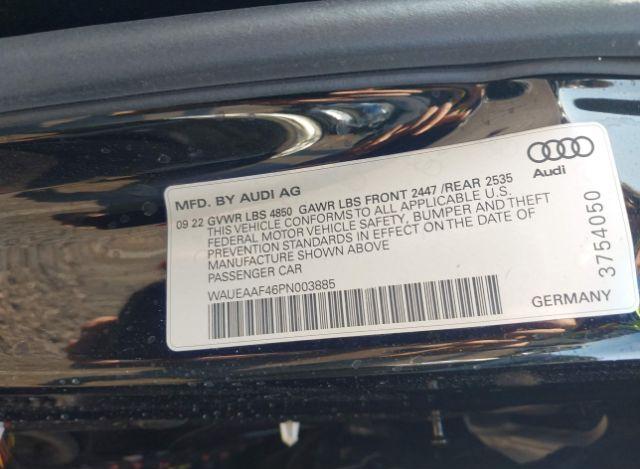 Audi
MFD. BY AUDI AG
09 22 GVWR LBS 4850 GAWR LBS FRONT 2447 /REAR 2535
THIS VEHICLE CONFORMS TO ALL APPLICABLE U.S.
FEDERAL MOTOR VEHICLE SAFETY, BUMPER AND THEFT
PREVENTION STANDARDS IN EFFECT ON THE DATE OF
MANUFACTURE SHOWN ABOVE
PASSENGER CAR
WAUEAAF46PN003885
GERMANY
3754050